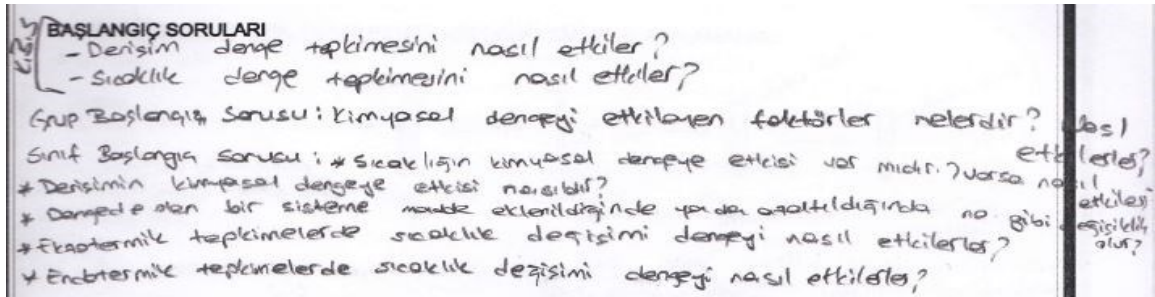 Kişisel
BAŞLANGIÇ SORULARI
- Derişim denge tepkimesini nasıl etkiler?
- Sıcaklık denge tepkimesini nasıl etkiler?
Grup Başlangıç Sorusu: Kimyasal dengeyi etkileyen faktörler nelerdir? Nasıl etkilerler?
Sınıf Başlangıç Sorusu: * Sıcaklığın kimyasal dengeye etkisi var mıdır? Varsa nasıl etkiler?
* Derişimin kimyasal dengeye etkisi nasıldır?
* Dengede olan bir sisteme madde eklenildiğinde ya da azaltıldığında ne gibi değişiklik olur?
* Ekzotermik tepkimelerde sıcaklık değişimi dengeyi nasıl etkilerler?
* Endotermik tepkimelerde sıcaklık değişimi dengeyi nasıl etkilerler?